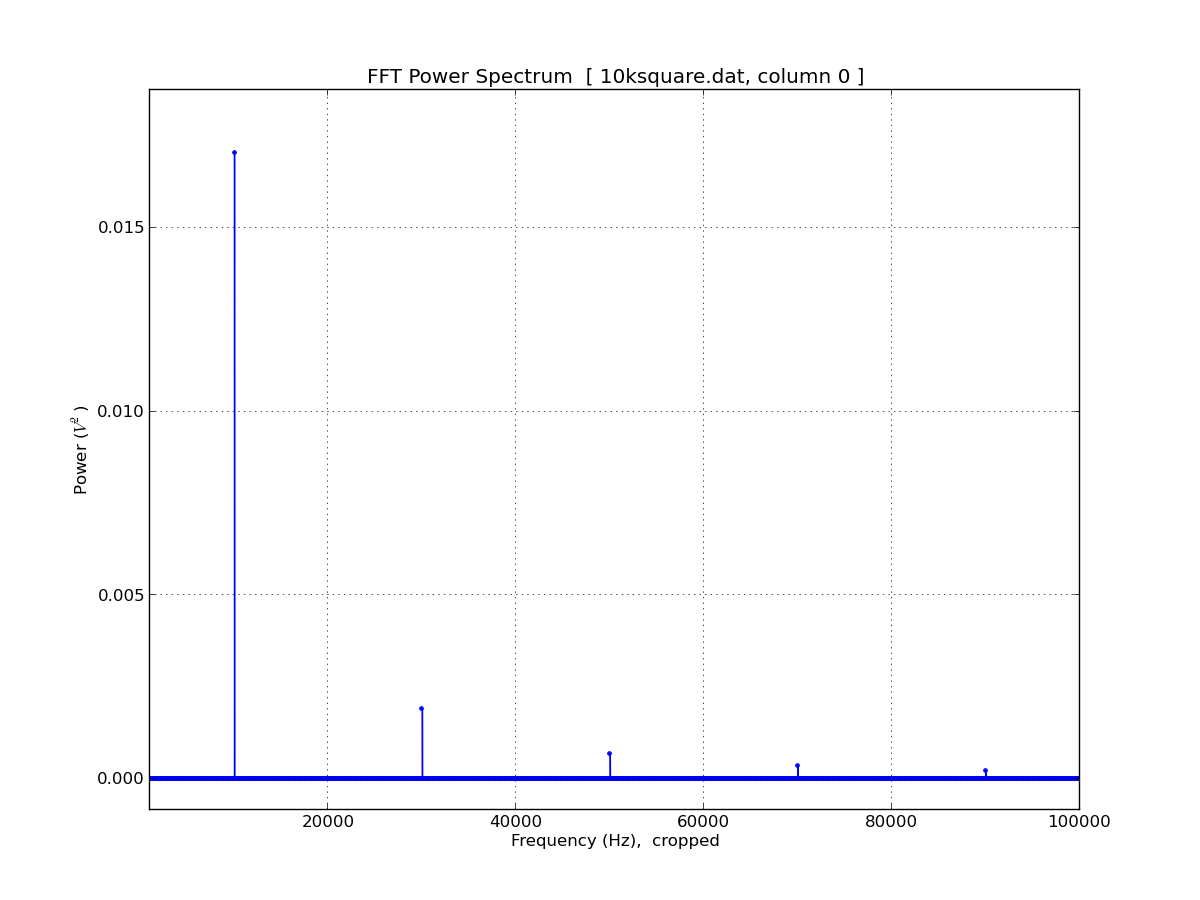 FFT Power Spectrum  [ 10ksquare.dat, column 0 ]
0.015
0.010
0.005
0.000
Power (V²)
20000 40000 60000 80000 100000
Frequency (Hz),  cropped